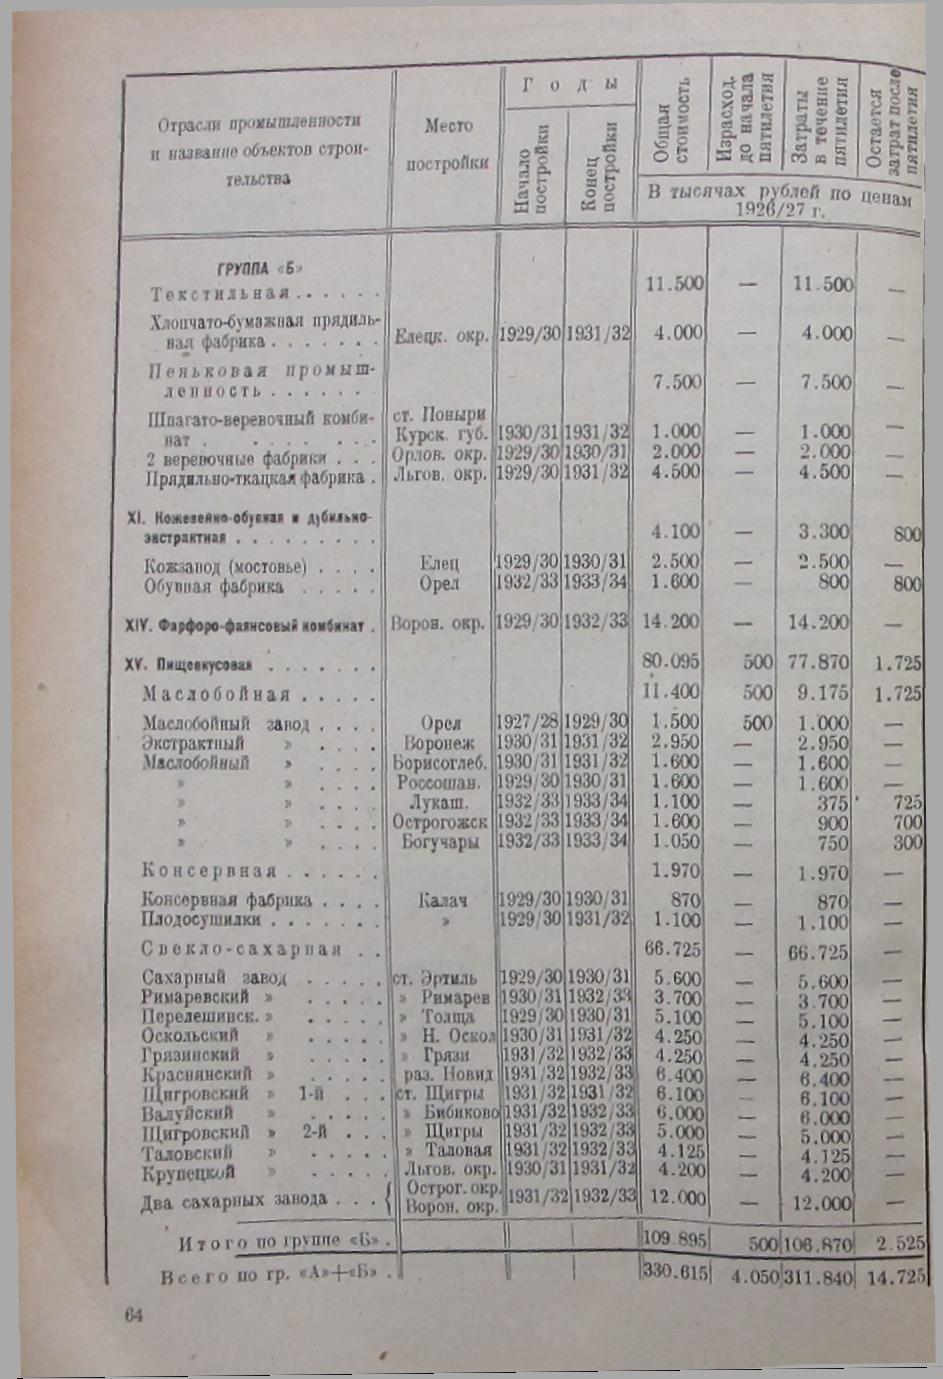 Отрасли промышленности и название объектов строительства | Место постройки | Годы: Начало постройки | Конец постройки | Общая стоимость | Израсход. до начала пятилетия | Затраты в течение пятилетия | Остается затрат после пятилетия
В тысячах рублей по ценам 1926/27 г.
ГРУППА «Б»
Текстильная . . . . . . 11.500 — 11.500 —
Хлопчато-бумажная прядиль-
ная фабрика . . . . . . . Елецк. окр. 1929/30 1931/32 4.000 — 4.000 —
Пеньковая промыш-
ленность . . . . . . 7.500 — 7.500 —
Шпагато-веревочный комби- ст. Поныри
нат . . . . . . . . . Курск. губ. 1930/31 1931/32 1.000 — 1.000 —
2 веревочные фабрики . . . Орлов. окр. 1929/30 1930/31 2.000 — 2.000 —
Прядильно-ткацкая фабрика . Льгов. окр. 1929/30 1931/32 4.500 — 4.500 —
XI. Кожевенно-обувная и дубильно-
экстрактная . . . . . . . . . 4.100 — 3.300 800
Кожзавод (мостовье) . . . . Елец 1929/30 1930/31 2.500 — 2.500 —
Обувная фабрика . . . . . Орел 1932/33 1933/34 1.600 — 800 800
XIV. Фарфоро-фаянсовый комбинат . Ворон. окр. 1929/30 1932/33 14.200 — 14.200 —
XV. Пищевкусовая . . . . . . . 80.095 500 77.870 1.725
Маслобойная . . . . . 11.400 500 9.175 1.725
Маслобойный завод . . . . Орел 1927/28 1929/30 1.500 500 1.000 —
Экстрактный » . . . . Воронеж 1930/31 1931/32 2.950 — 2.950 —
Маслобойный » . . . . Борисоглеб. 1930/31 1931/32 1.600 — 1.600 —
» » . . . . Россошан. 1929/30 1930/31 1.600 — 1.600 —
» » . . . . Лукаш. 1932/33 1933/34 1.100 — 375 725
» » . . . . Острогожск 1932/33 1933/34 1.600 — 900 700
» » . . . . Богучары 1932/33 1933/34 1.050 — 750 300
Консервная . . . . . . 1.970 — 1.970 —
Консервная фабрика . . . . Калач 1929/30 1930/31 870 — 870 —
Плодосушилки . . . . . . . » 1929/30 1931/32 1.100 — 1.100 —
Свекло-сахарная . . 66.725 — 66.725 —
Сахарный завод . . . . . ст. Эртиль 1929/30 1930/31 5.600 — 5.600 —
Римаревский » . . . . . » Римарев 1930/31 1932/33 3.700 — 3.700 —
Перелешинск. » . . . . . » Толща 1929/30 1930/31 5.100 — 5.100 —
Оскольский » . . . . . » Н. Оскол 1930/31 1931/32 4.250 — 4.250 —
Грязинский » . . . . . » Грязи 1931/32 1932/33 4.250 — 4.250 —
Краснянский » . . . . . раз. Новид 1931/32 1932/33 6.400 — 6.400 —
Щигровский » 1-й . . . ст. Щигры 1931/32 1931/32 6.100 — 6.100 —
Валуйский » . . . . . » Бибиково 1931/32 1932/33 6.000 — 6.000 —
Щигровский » 2-й . . . » Щигры 1931/32 1932/33 5.000 — 5.000 —
Таловский » . . . . . » Таловая 1931/32 1932/33 4.125 — 4.125 —
Крупецкой » . . . . . Льгов. окр. 1930/31 1931/32 4.200 — 4.200 —
Два сахарных завода . . . { Острог. окр. Ворон. окр. 1931/32 1932/33 12.000 — 12.000 —
Итого по группе «Б» . 109.895 500 106.870 2.525
Всего по гр. «А»+«Б» . 330.615 4.050 311.840 14.725
64